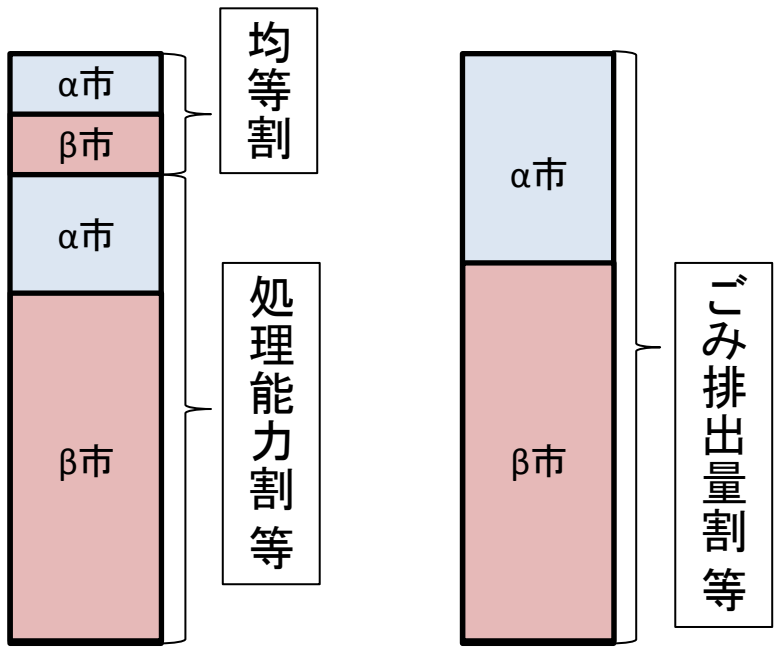 α市
β市
均等割
α市
β市
処理能力割 等
α市
β市
ごみ排出量割 等